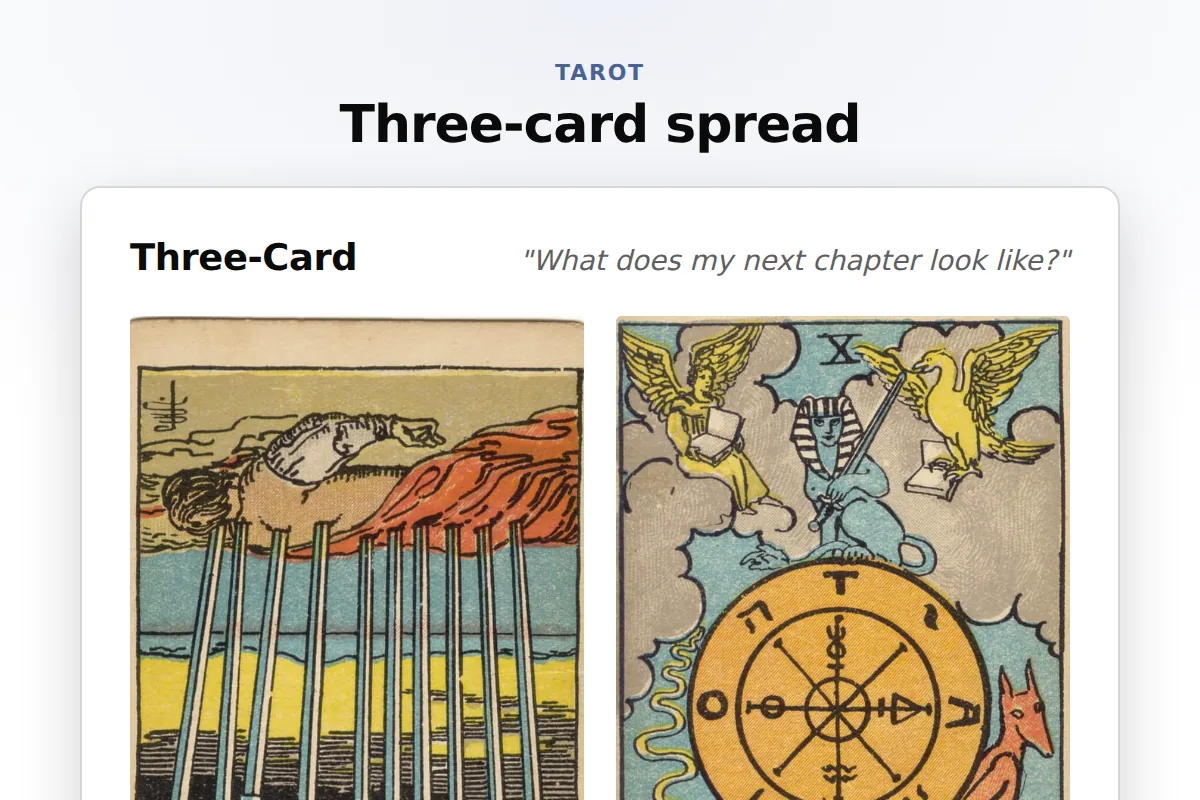 TAROT
Three-card spread
Three-Card
"What does my next chapter look like?"
X
T
ה
י
O
A